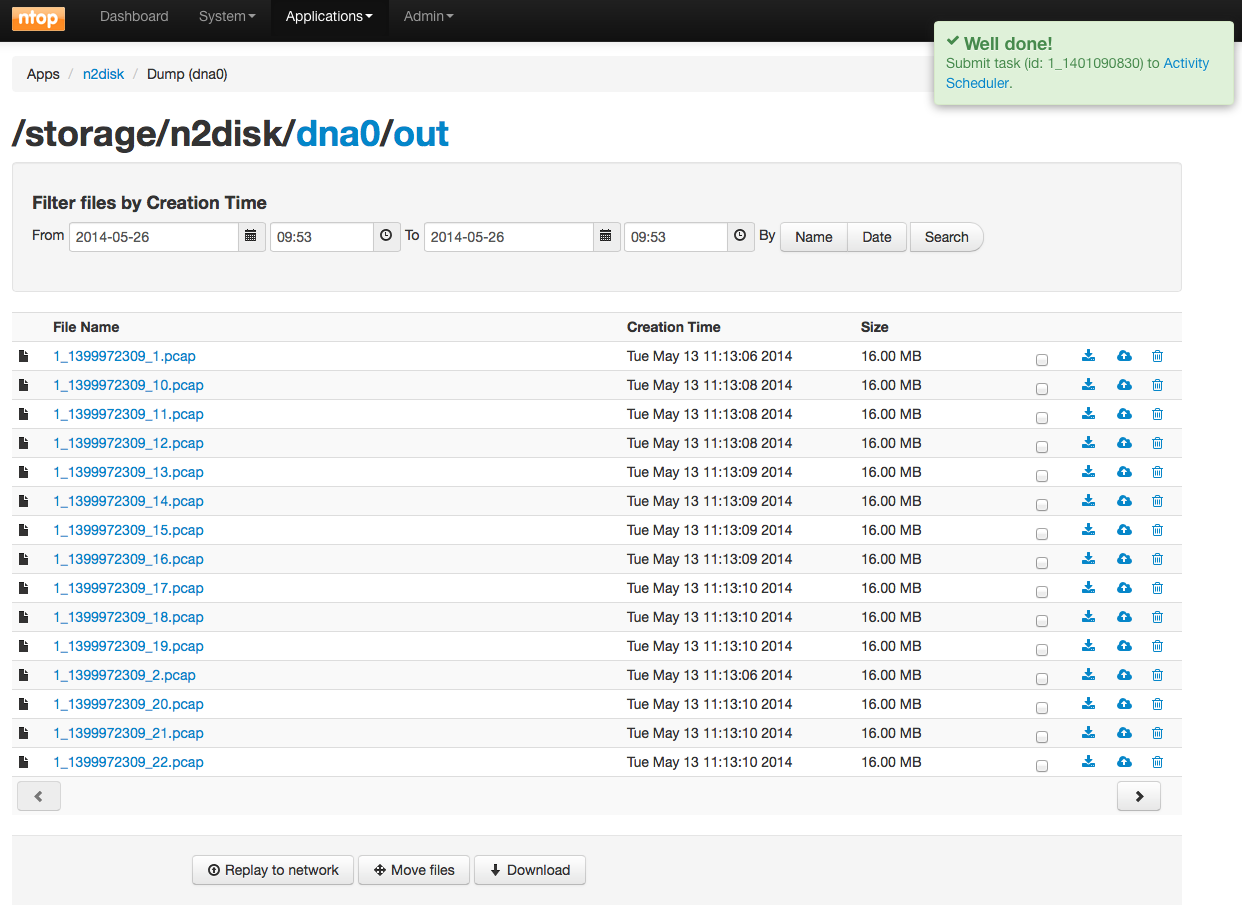 ntop Dashboard System Applications Admin
Well done!
Submit task (id: 1_1401090830) to Activity
Scheduler.
Apps / n2disk / Dump (dna0)
/storage/n2disk/dna0/out
Filter files by Creation Time
From 2014-05-26 09:53 To 2014-05-26 09:53 By Name Date Search
File Name Creation Time Size
1_1399972309_1.pcap Tue May 13 11:13:06 2014 16.00 MB
1_1399972309_10.pcap Tue May 13 11:13:08 2014 16.00 MB
1_1399972309_11.pcap Tue May 13 11:13:08 2014 16.00 MB
1_1399972309_12.pcap Tue May 13 11:13:08 2014 16.00 MB
1_1399972309_13.pcap Tue May 13 11:13:09 2014 16.00 MB
1_1399972309_14.pcap Tue May 13 11:13:09 2014 16.00 MB
1_1399972309_15.pcap Tue May 13 11:13:09 2014 16.00 MB
1_1399972309_16.pcap Tue May 13 11:13:09 2014 16.00 MB
1_1399972309_17.pcap Tue May 13 11:13:10 2014 16.00 MB
1_1399972309_18.pcap Tue May 13 11:13:10 2014 16.00 MB
1_1399972309_19.pcap Tue May 13 11:13:10 2014 16.00 MB
1_1399972309_2.pcap Tue May 13 11:13:06 2014 16.00 MB
1_1399972309_20.pcap Tue May 13 11:13:10 2014 16.00 MB
1_1399972309_21.pcap Tue May 13 11:13:10 2014 16.00 MB
1_1399972309_22.pcap Tue May 13 11:13:10 2014 16.00 MB
Replay to network Move files Download